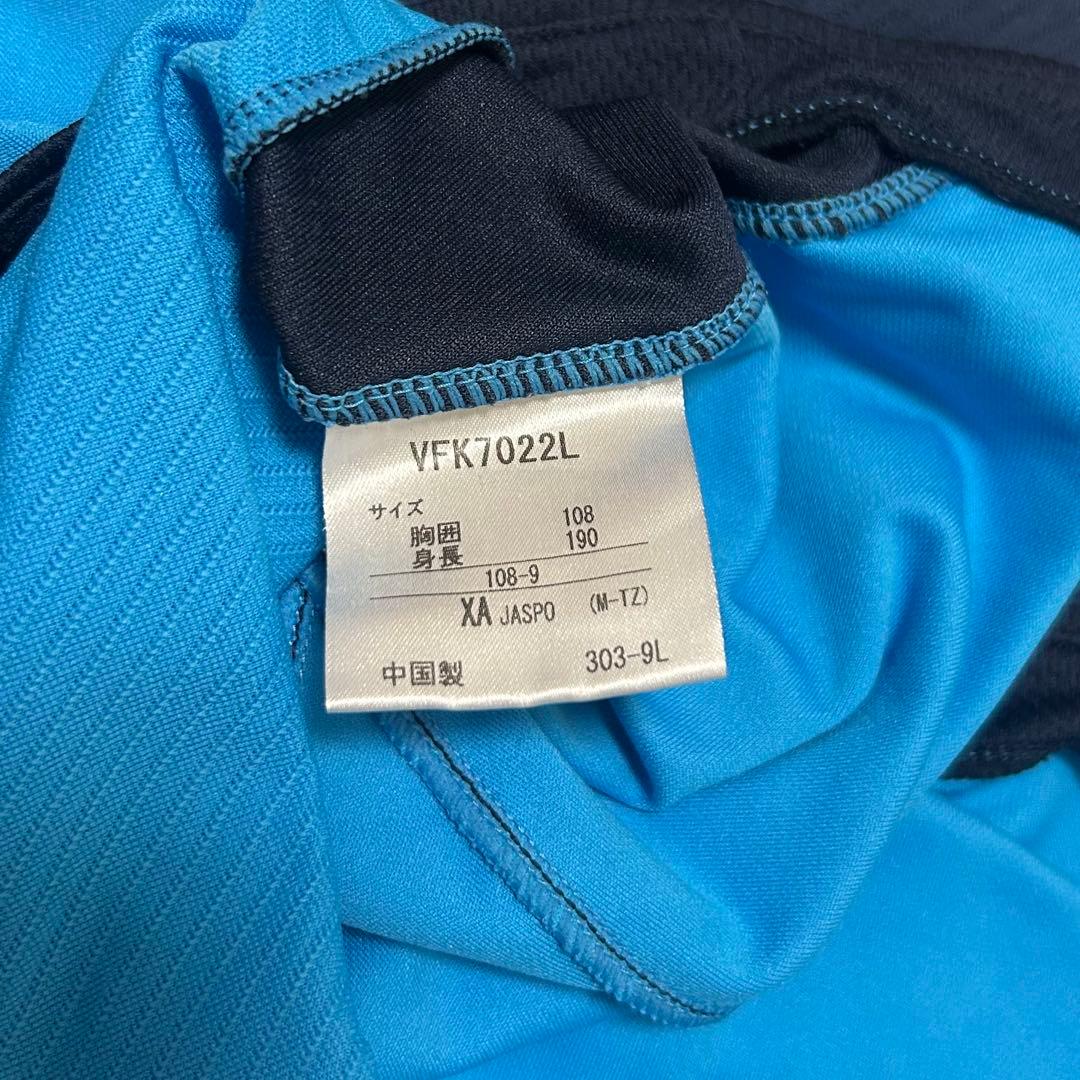 VFK7022L
サイズ
胸囲 108
身長 190
108-9
XA JASPO (M-TZ)
中国製 303-9L